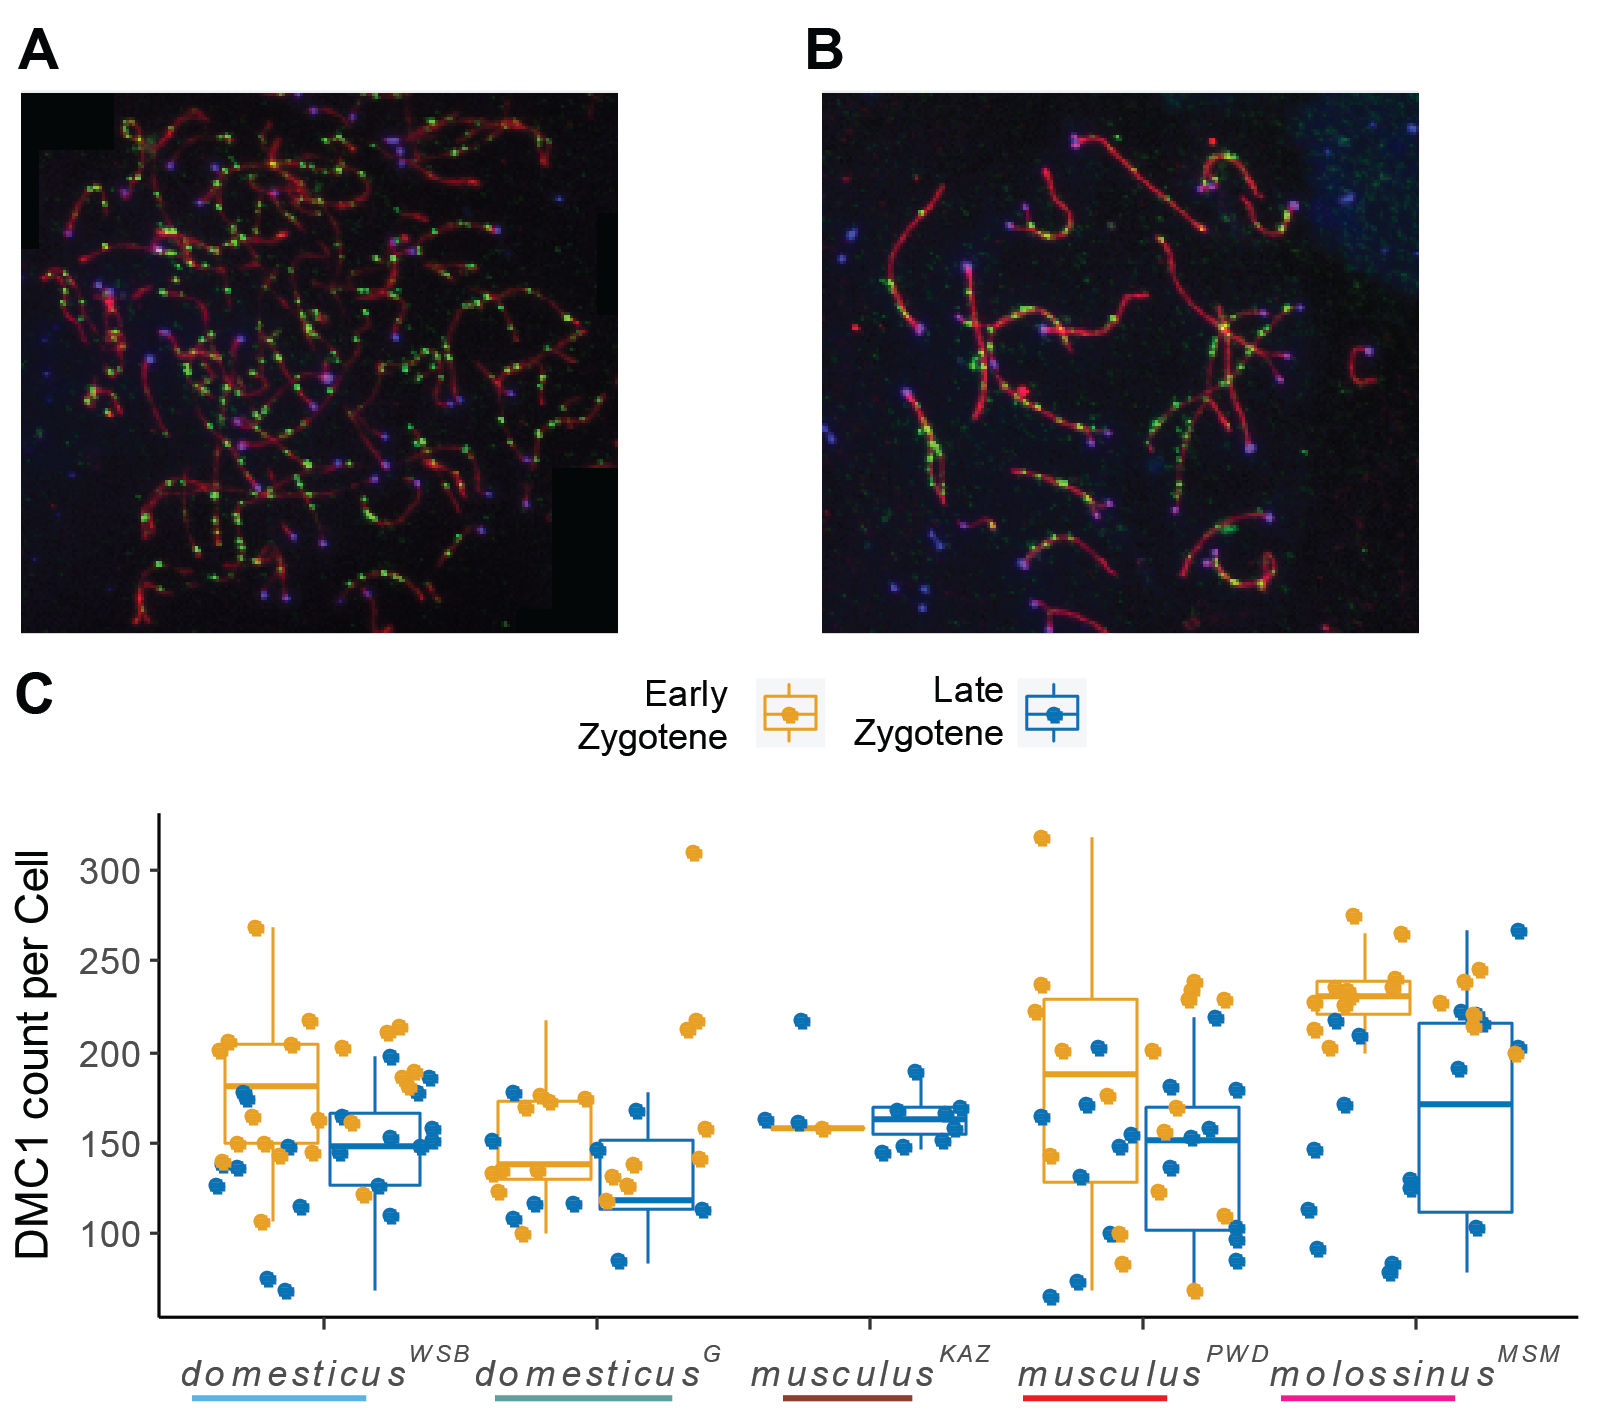 A
B
C
Early
Zygotene
Late
Zygotene
DMC1 count per Cell
300
250
200
150
100
domesticus WSB
domesticus G
musculus KAZ
musculus PWD
molossinus MSM